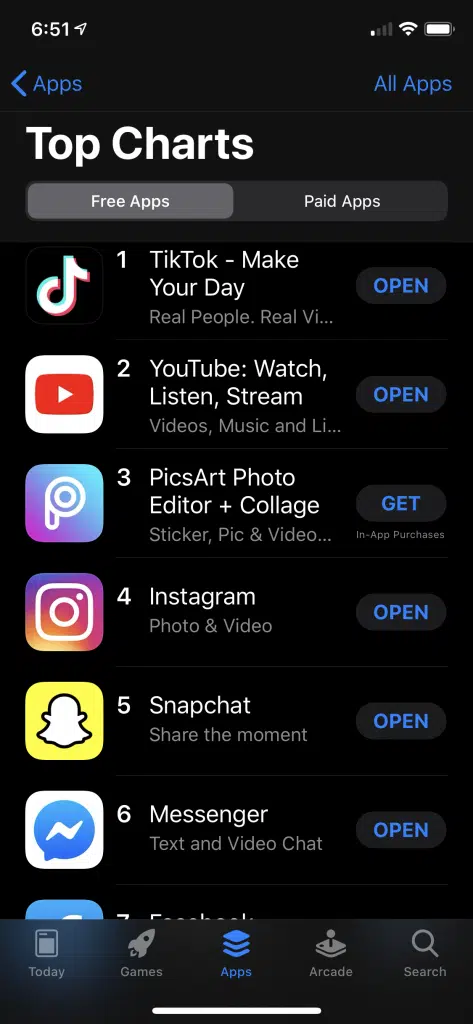 6:51
Apps
All Apps
Top Charts
Free Apps
Paid Apps
1
TikTok - Make
Your Day
Real People. Real Vi...
OPEN
2
YouTube: Watch,
Listen, Stream
Videos, Music and Li...
OPEN
3
PicsArt Photo
Editor + Collage
Sticker, Pic & Video...
GET
In-App Purchases
4
Instagram
Photo & Video
OPEN
5
Snapchat
Share the moment
OPEN
6
Messenger
Text and Video Chat
OPEN
7
Facebook
Today
Games
Apps
Arcade
Search